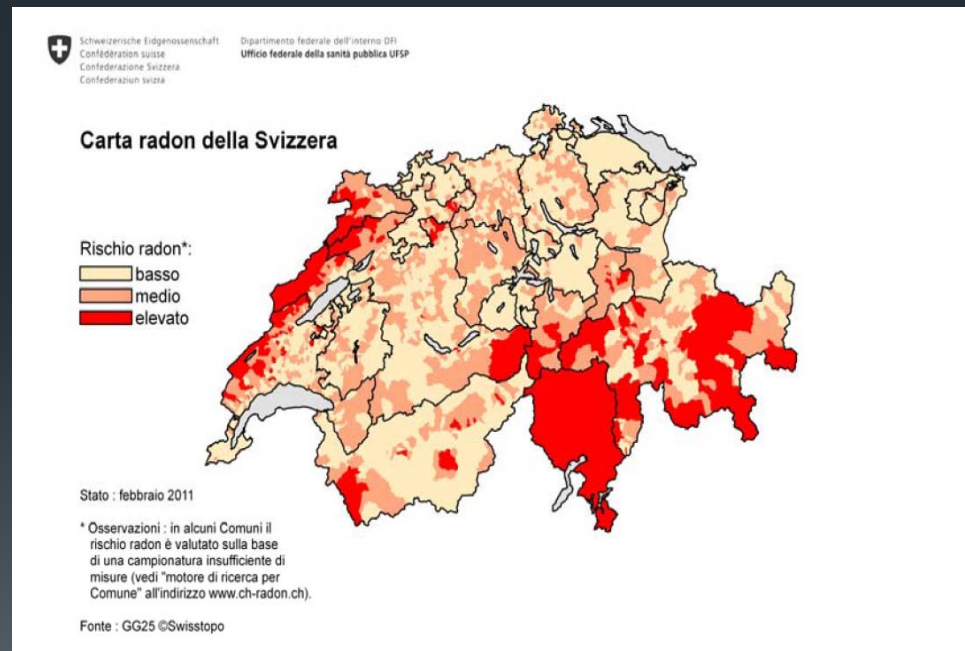 Schweizerische Eidgenossenschaft
Confédération suisse
Confederazione Svizzera
Confederaziun svizra
Dipartimento federale dell'interno DFI
Ufficio federale della sanità pubblica UFSP
Carta radon della Svizzera
Rischio radon*:
basso
medio
elevato
Stato : febbraio 2011
* Osservazioni : in alcuni Comuni il
rischio radon è valutato sulla base
di una campionatura insufficiente di
misure (vedi "motore di ricerca per
Comune" all'indirizzo www.ch-radon.ch).
Fonte : GG25 ©Swisstopo